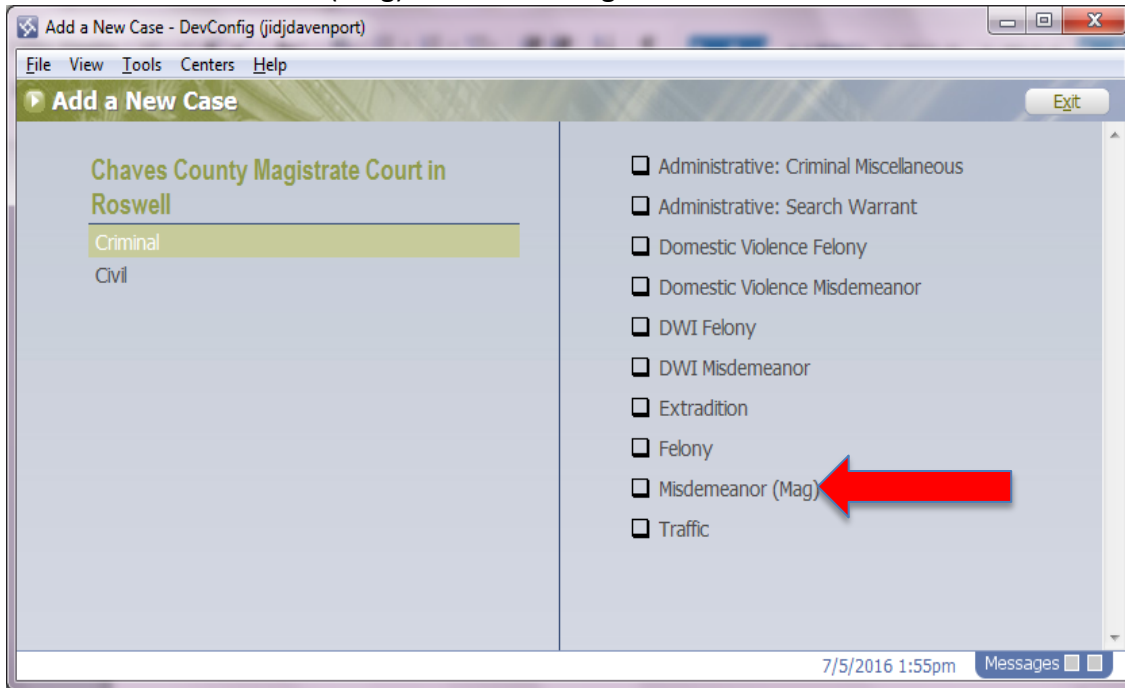 Add a New Case - DevConfig (jidjdavenport)
File View Tools Centers Help
Add a New Case
Exit
Chaves County Magistrate Court in
Roswell
Criminal
Civil
Administrative: Criminal Miscellaneous
Administrative: Search Warrant
Domestic Violence Felony
Domestic Violence Misdemeanor
DWI Felony
DWI Misdemeanor
Extradition
Felony
Misdemeanor (Mag)
Traffic
7/5/2016 1:55pm
Messages